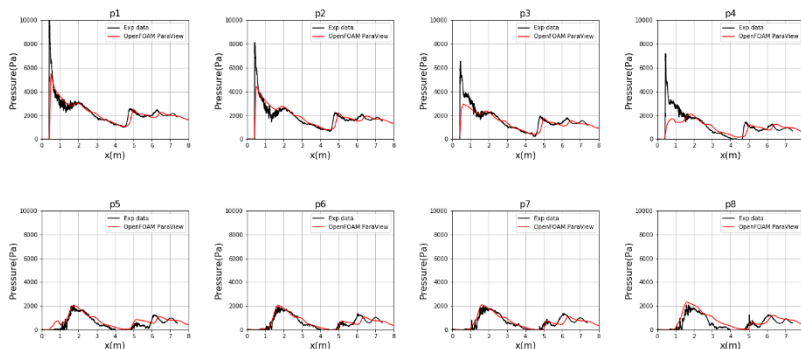 p1
p2
p3
p4
Exp data
OpenFOAM ParaView
Exp data
OpenFOAM ParaView
Exp data
OpenFOAM ParaView
Exp data
OpenFOAM ParaView
Pressure(Pa)
Pressure(Pa)
Pressure(Pa)
Pressure(Pa)
10000
8000
6000
4000
2000
0
10000
8000
6000
4000
2000
0
10000
8000
6000
4000
2000
0
10000
8000
6000
4000
2000
0
0 1 2 3 4 5 6 7 8
0 1 2 3 4 5 6 7 8
0 1 2 3 4 5 6 7 8
0 1 2 3 4 5 6 7 8
x(m)
x(m)
x(m)
x(m)
p5
p6
p7
p8
Exp data
OpenFOAM ParaView
Exp data
OpenFOAM ParaView
Exp data
OpenFOAM ParaView
Exp data
OpenFOAM ParaView
Pressure(Pa)
Pressure(Pa)
Pressure(Pa)
Pressure(Pa)
10000
8000
6000
4000
2000
0
10000
8000
6000
4000
2000
0
10000
8000
6000
4000
2000
0
10000
8000
6000
4000
2000
0
0 1 2 3 4 5 6 7 8
0 1 2 3 4 5 6 7 8
0 1 2 3 4 5 6 7 8
0 1 2 3 4 5 6 7
x(m)
x(m)
x(m)
x(m)